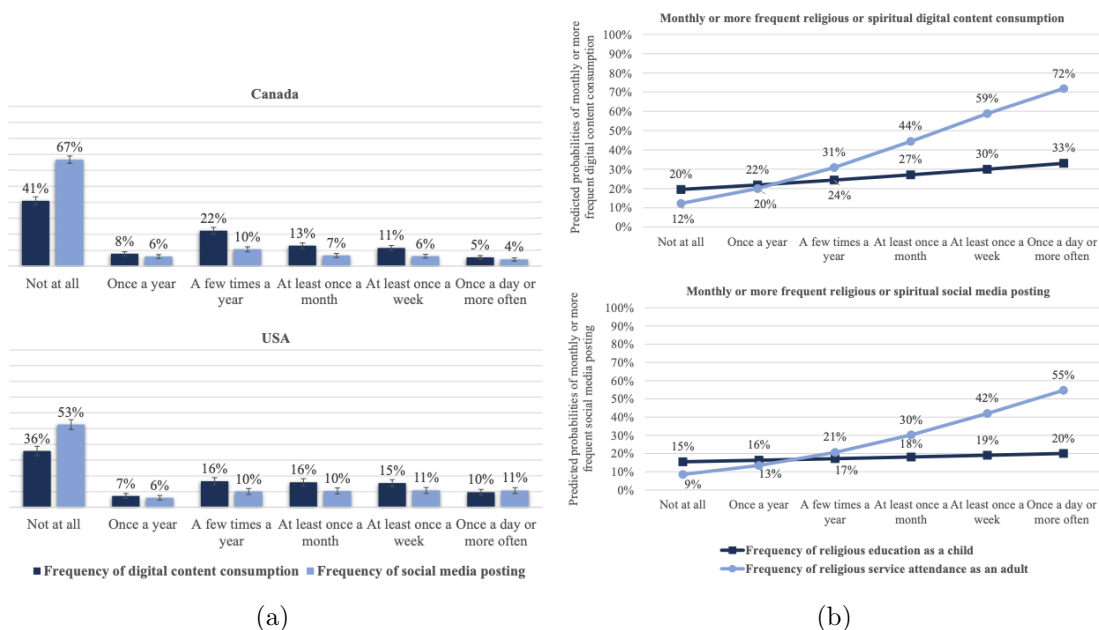 Canada
41%
67%
8%
6%
22%
10%
13%
7%
11%
6%
5%
4%
Not at all
Once a year
A few times a
year
At least once a
month
At least once a
week
Once a day or
more often
USA
36%
53%
7%
6%
16%
10%
16%
10%
15%
11%
10%
11%
Not at all
Once a year
A few times a
year
At least once a
month
At least once a
week
Once a day or
more often
Frequency of digital content consumption
Frequency of social media posting
(a)
Monthly or more frequent religious or spiritual digital content consumption
Predicted probabilities of monthly or more
frequent digital content consumption
100%
90%
80%
70%
60%
50%
40%
30%
20%
10%
0%
20%
22%
31%
44%
59%
72%
12%
20%
24%
27%
30%
33%
Not at all
Once a year
A few times a
year
At least once a
month
At least once a
week
Once a day or
more often
Monthly or more frequent religious or spiritual social media posting
Predicted probabilities of monthly or more
frequent social media posting
100%
90%
80%
70%
60%
50%
40%
30%
20%
10%
0%
15%
16%
21%
30%
42%
55%
9%
13%
17%
18%
19%
20%
Not at all
Once a year
A few times a
year
At least once a
month
At least once a
week
Once a day or
more often
Frequency of religious education as a child
Frequency of religious service attendance as an adult
(b)